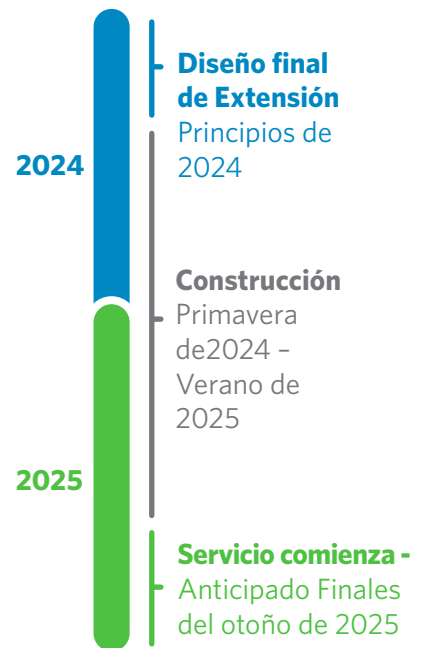 Diseño final
de Extensión
Principios de
2024
2024
Construcción
Primavera
de2024 –
Verano de
2025
2025
Servicio comienza -
Anticipado Finales
del otoño de 2025